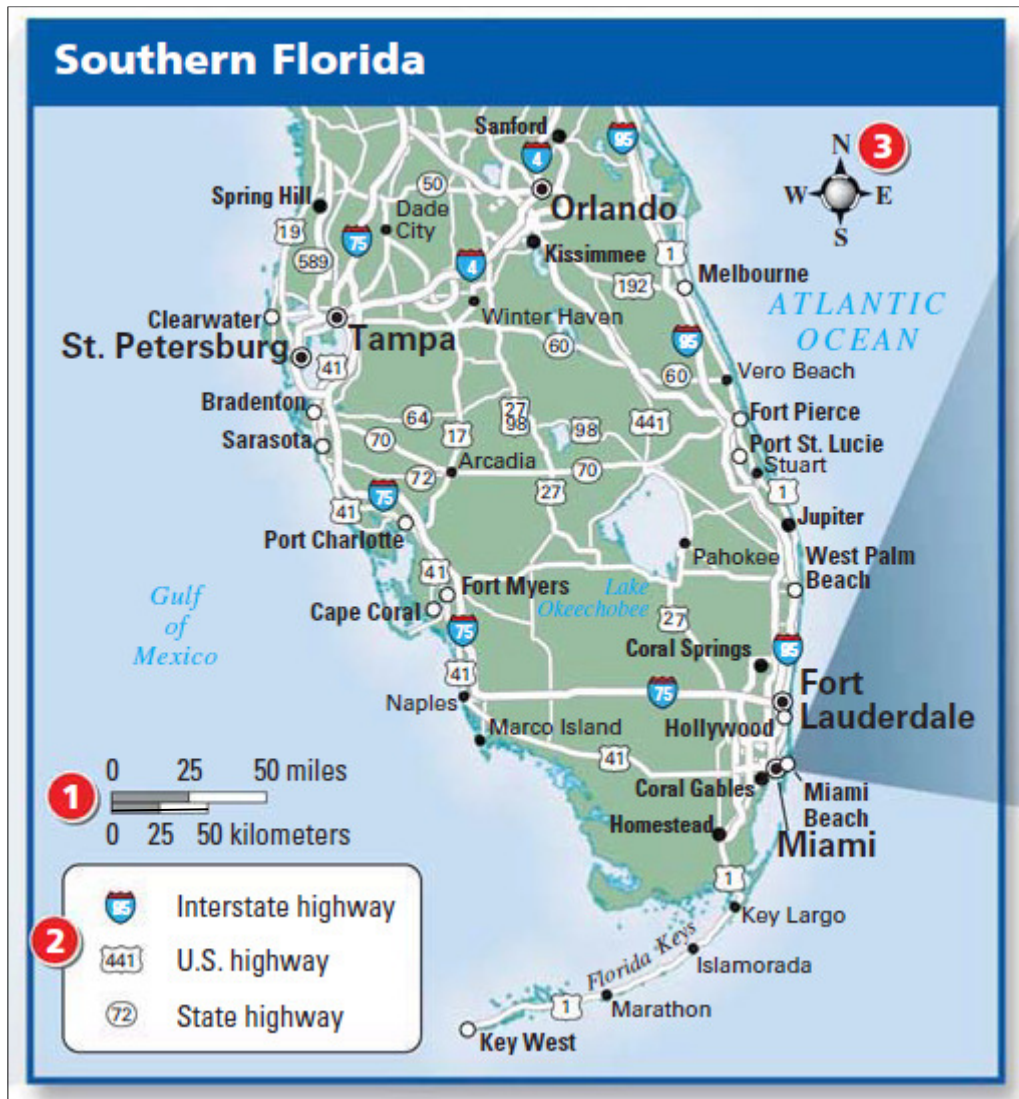 Southern Florida
Sanford
95
N
3
4
W
E
S
50
Orlando
Spring Hill
Dade
City
19
75
Kissimmee
1
589
4
192
Melbourne
ATLANTIC
OCEAN
Winter Haven
Clearwater
Tampa
St. Petersburg
41
60
95
60
Vero Beach
Bradenton
64
27
98
98
441
Fort Pierce
Sarasota
70
17
Port St. Lucie
Arcadia
70
Stuart
72
27
1
75
41
Jupiter
Port Charlotte
Pahokee
West Palm
Beach
41
Fort Myers
Lake
Okeechobee
Gulf
of
Mexico
Cape Coral
27
75
95
Coral Springs
41
75
Fort
Lauderdale
Naples
Hollywood
Marco Island
41
0 25 50 miles
1
0 25 50 kilometers
Coral Gables
Miami
Beach
Homestead
Miami
1
Key Largo
Florida Keys
Islamorada
1
Marathon
Key West
2
95 Interstate highway
441 U.S. highway
72 State highway